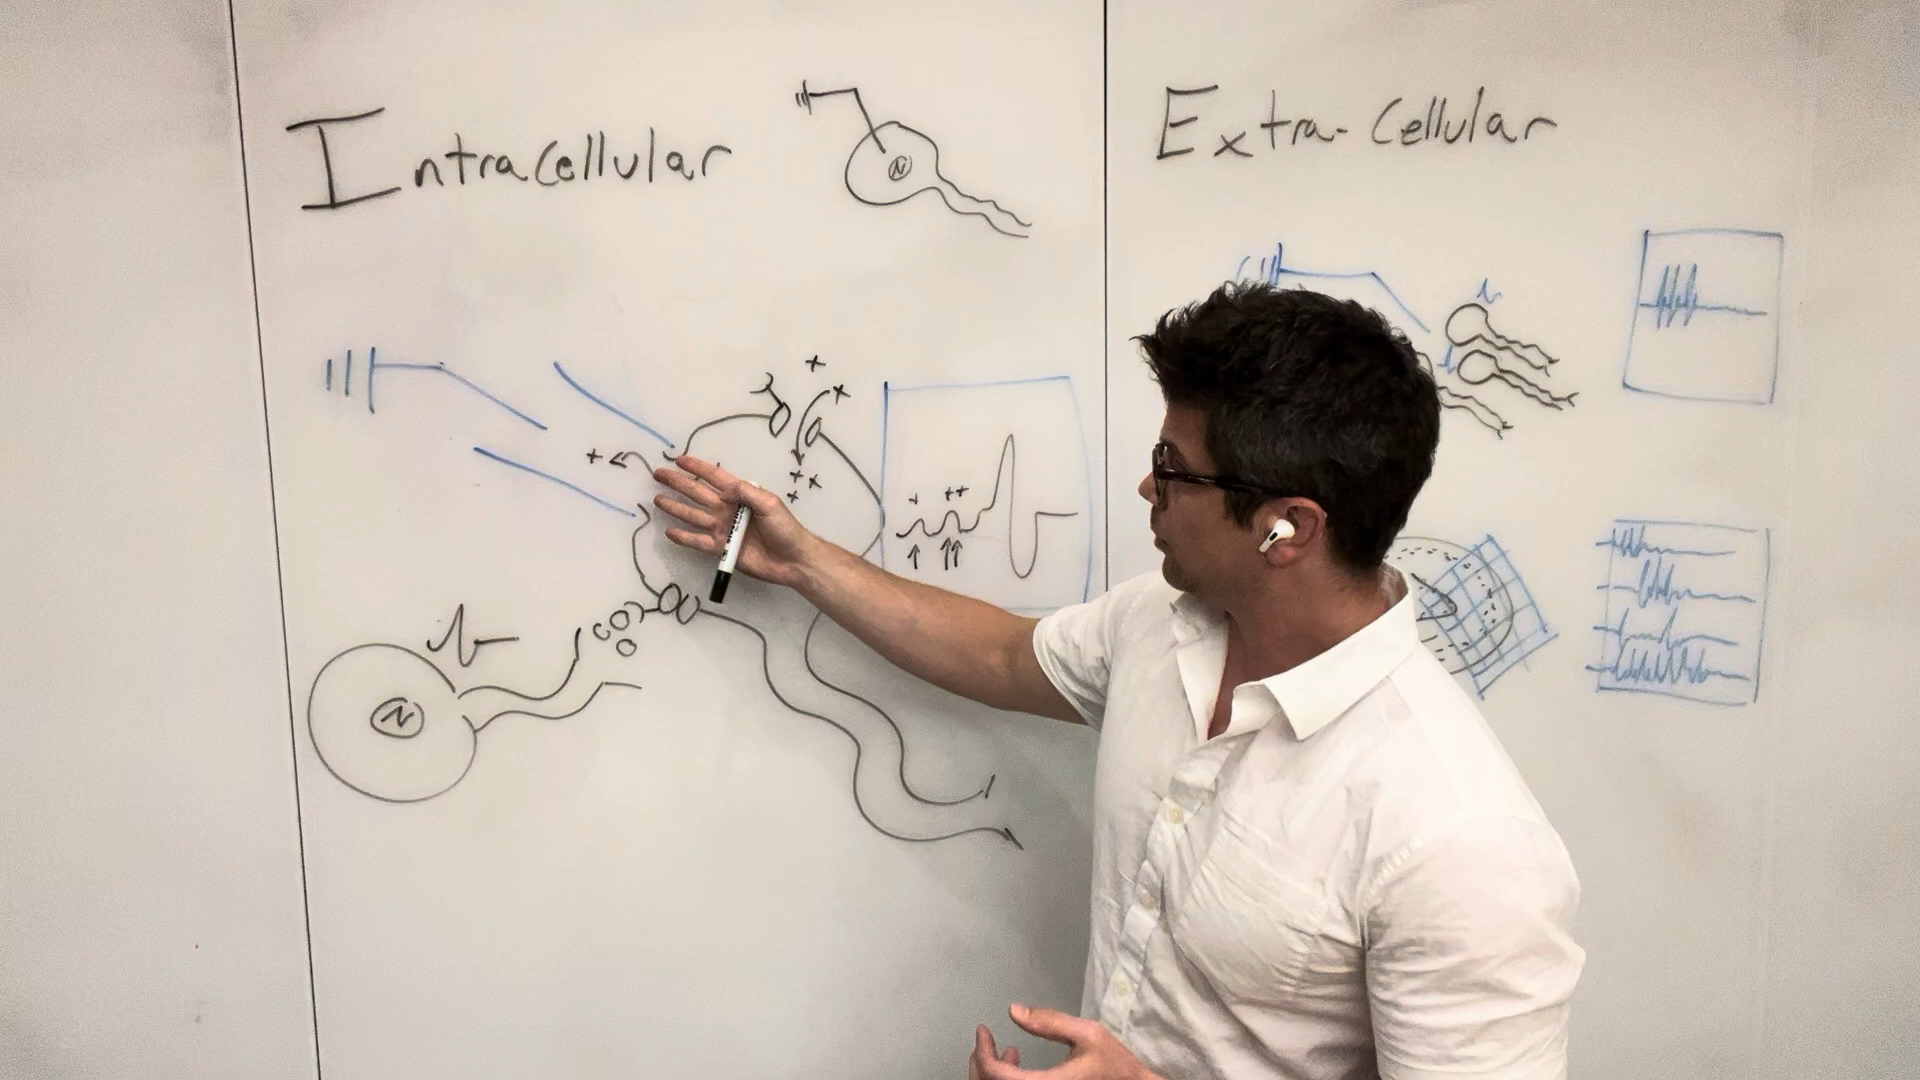 Intracellular
N
+
+
+
+ +
+
+ ++
N
Extra-Cellular